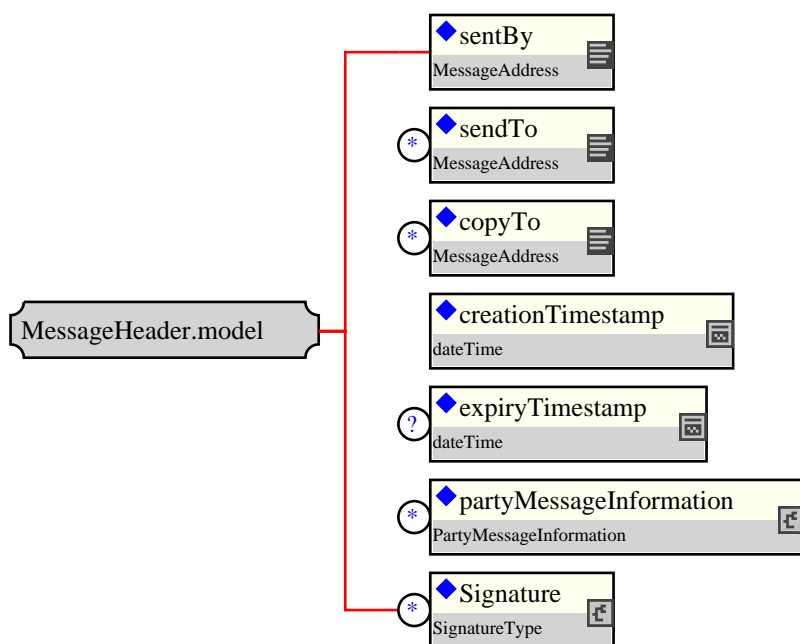 sentBy
MessageAddress
*
sendTo
MessageAddress
*
copyTo
MessageAddress
MessageHeader.model
creationTimestamp
dateTime
?
expiryTimestamp
dateTime
*
partyMessageInformation
PartyMessageInformation
*
Signature
SignatureType